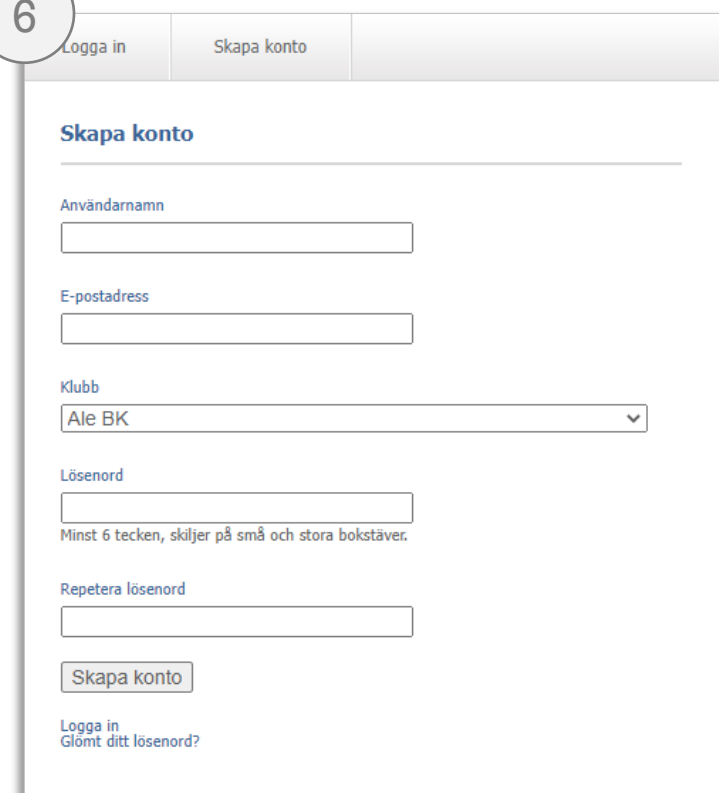 6
Logga in
Skapa konto
Skapa konto
Användarnamn
E-postadress
Klubb
Ale BK
Lösenord
Minst 6 tecken, skiljer på små och stora bokstäver.
Repetera lösenord
Skapa konto
Logga in
Glömt ditt lösenord?